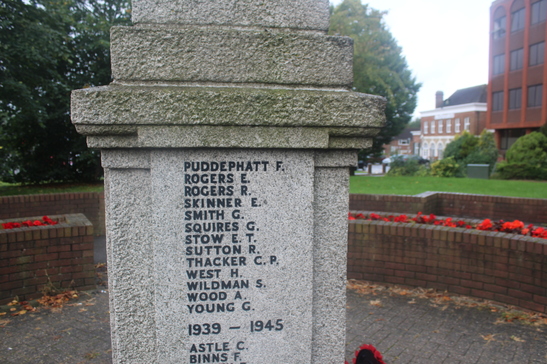 PUDDEPHATT F.
ROGERS E.
ROGERS R.
SKINNER E.
SMITH G.
SQUIRES G.
STOW E. T.
SUTTON R.
THACKER C. P.
WEST H.
WILDMAN S.
WOOD A.
YOUNG G.
1939 — 1945
ASTLE C.
BINNS F.